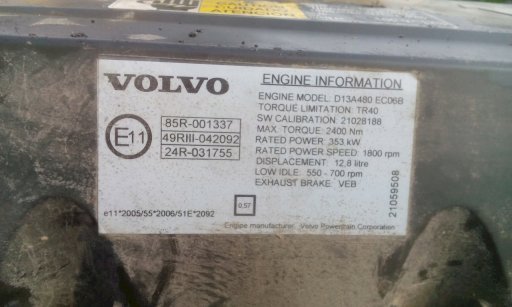 VOLVO
ENGINE INFORMATION
ENGINE MODEL: D13A480 EC06B
TORQUE LIMITATION: TR40
SW CALIBRATION: 21028188
MAX. TORQUE: 2400 Nm
RATED POWER: 353 kW
RATED POWER SPEED: 1800 rpm
DISPLACEMENT: 12,8 litre
LOW IDLE: 550 - 700 rpm
EXHAUST BRAKE: VEB
E11
85R-001337
49RIII-042092
24R-031755
0,57
e11*2005/55*2006/51E*2092
Engine manufacturer: Volvo Powertrain Corporation
21059508